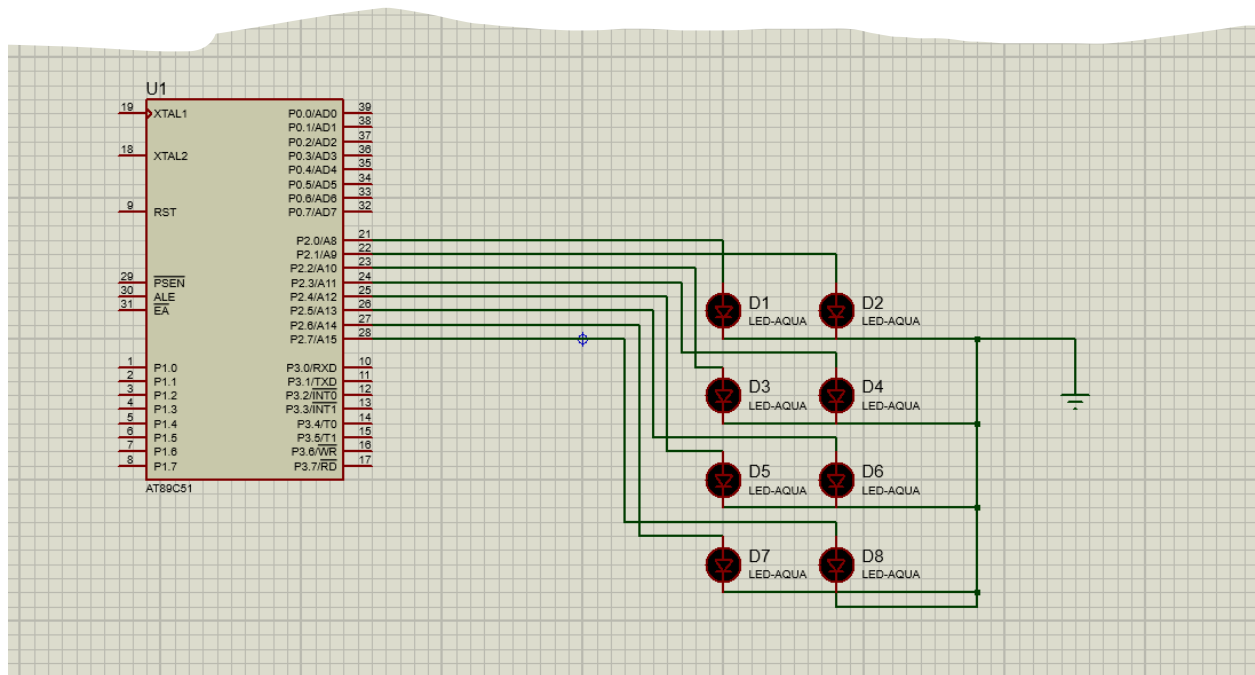 U1
19 XTAL1 P0.0/AD0 39
P0.1/AD1 38
P0.2/AD2 37
18 XTAL2 P0.3/AD3 36
P0.4/AD4 35
P0.5/AD5 34
P0.6/AD6 33
9 RST P0.7/AD7 32
P2.0/A8 21
P2.1/A9 22
P2.2/A10 23
29 PSEN P2.3/A11 24
30 ALE P2.4/A12 25
31 EA P2.5/A13 26
P2.6/A14 27
P2.7/A15 28
1 P1.0 P3.0/RXD 10
2 P1.1 P3.1/TXD 11
3 P1.2 P3.2/INT0 12
4 P1.3 P3.3/INT1 13
5 P1.4 P3.4/T0 14
6 P1.5 P3.5/T1 15
7 P1.6 P3.6/WR 16
8 P1.7 P3.7/RD 17
AT89C51
D1 D2
LED-AQUA LED-AQUA
D3 D4
LED-AQUA LED-AQUA
D5 D6
LED-AQUA LED-AQUA
D7 D8
LED-AQUA LED-AQUA